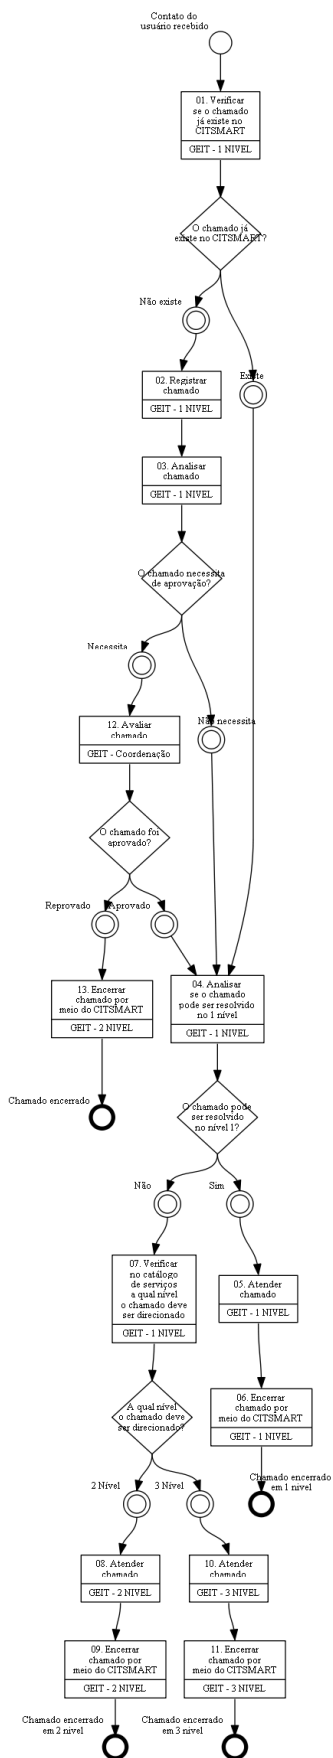 Contato do
usuário recebido
01. Verificar
se o chamado
já existe no
CITSMART
GEIT - 1 NIVEL
O chamado já
existe no CITSMART?
Não existe
Existe
02. Registrar
chamado
GEIT - 1 NIVEL
03. Analisar
chamado
GEIT - 1 NIVEL
O chamado necessita
de aprovação?
Necessita
Não necessita
12. Avaliar
chamado
GEIT - Coordenação
O chamado foi
aprovado?
Reprovado
Aprovado
13. Encerrar
chamado por
meio do CITSMART
GEIT - 2 NIVEL
04. Analisar
se o chamado
pode ser resolvido
no 1 nível
GEIT - 1 NIVEL
Chamado encerrado
O chamado pode
ser resolvido
no nível 1?
Não
Sim
07. Verificar
no catálogo
de serviços
a qual nível
o chamado deve
ser direcionado
GEIT - 1 NIVEL
05. Atender
chamado
GEIT - 1 NIVEL
A qual nível
o chamado deve
ser direcionado?
06. Encerrar
chamado por
meio do CITSMART
GEIT - 1 NIVEL
Chamado encerrado
em 1 nivel
2 Nível
3 Nível
08. Atender
chamado
GEIT - 2 NIVEL
10. Atender
chamado
GEIT - 3 NIVEL
09. Encerrar
chamado por
meio do CITSMART
GEIT - 2 NIVEL
11. Encerrar
chamado por
meio do CITSMART
GEIT - 3 NIVEL
Chamado encerrado
em 2 nivel
Chamado encerrado
em 3 nivel